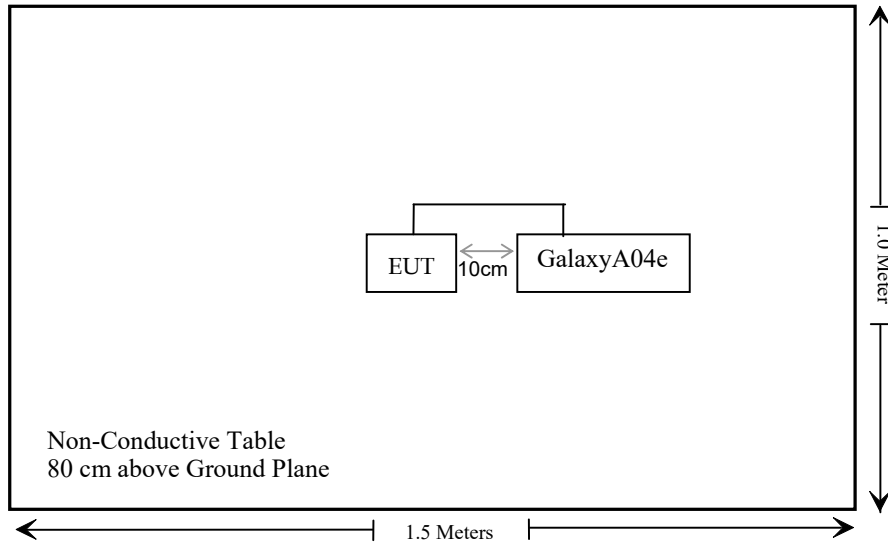 EUT
10cm
GalaxyA04e
1.0 Meter
Non-Conductive Table
80 cm above Ground Plane
1.5 Meters